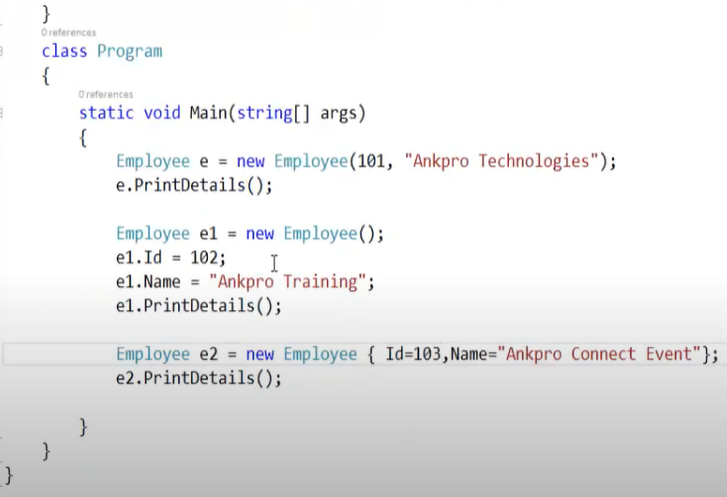 }
0 references
class Program
{
0 references
static void Main(string[] args)
{
Employee e = new Employee(101, "Ankpro Technologies");
e.PrintDetails();
Employee e1 = new Employee();
e1.Id = 102;
e1.Name = "Ankpro Training";
e1.PrintDetails();
Employee e2 = new Employee { Id=103,Name="Ankpro Connect Event"};
e2.PrintDetails();
}
}
}